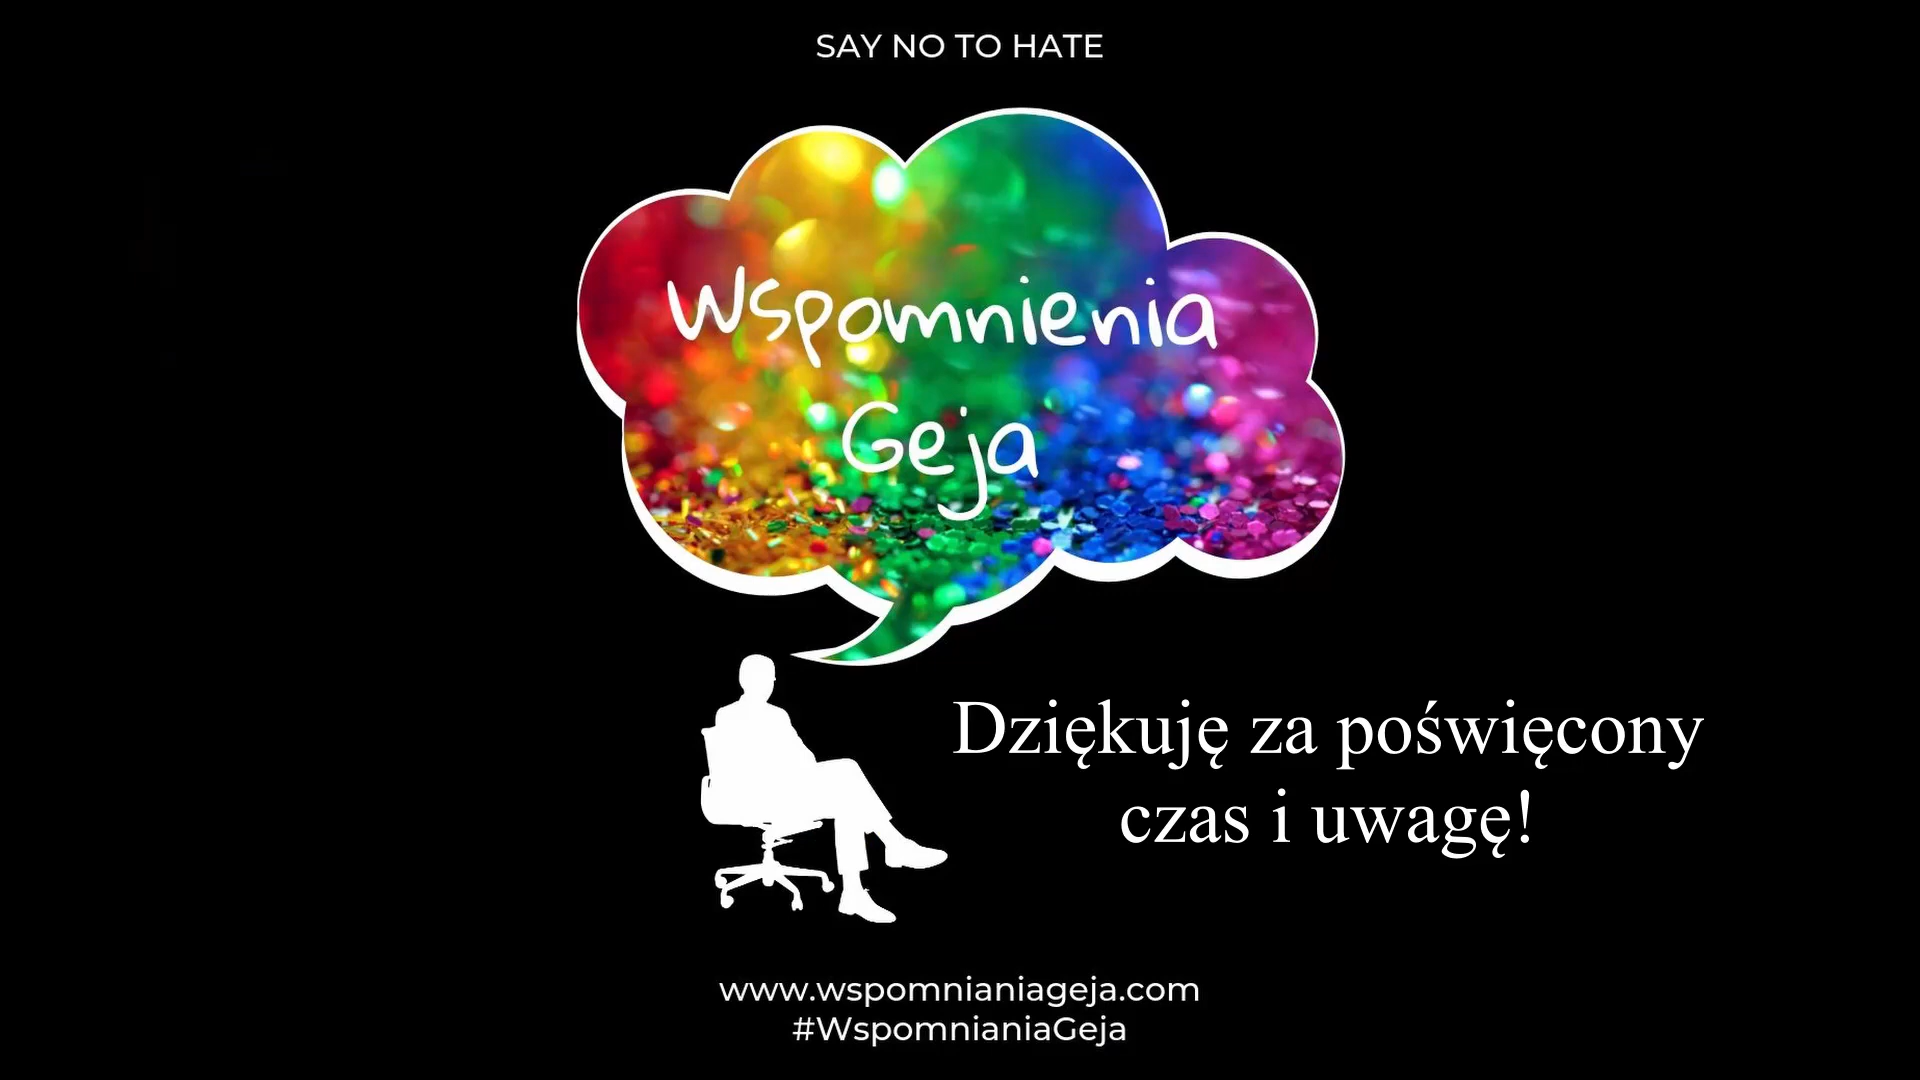 SAY NO TO HATE
Wspomnienia
Geja
Dziękuję za poświęcony
czas i uwagę!
www.wspomnianiageja.com
#WspomnianiaGeja